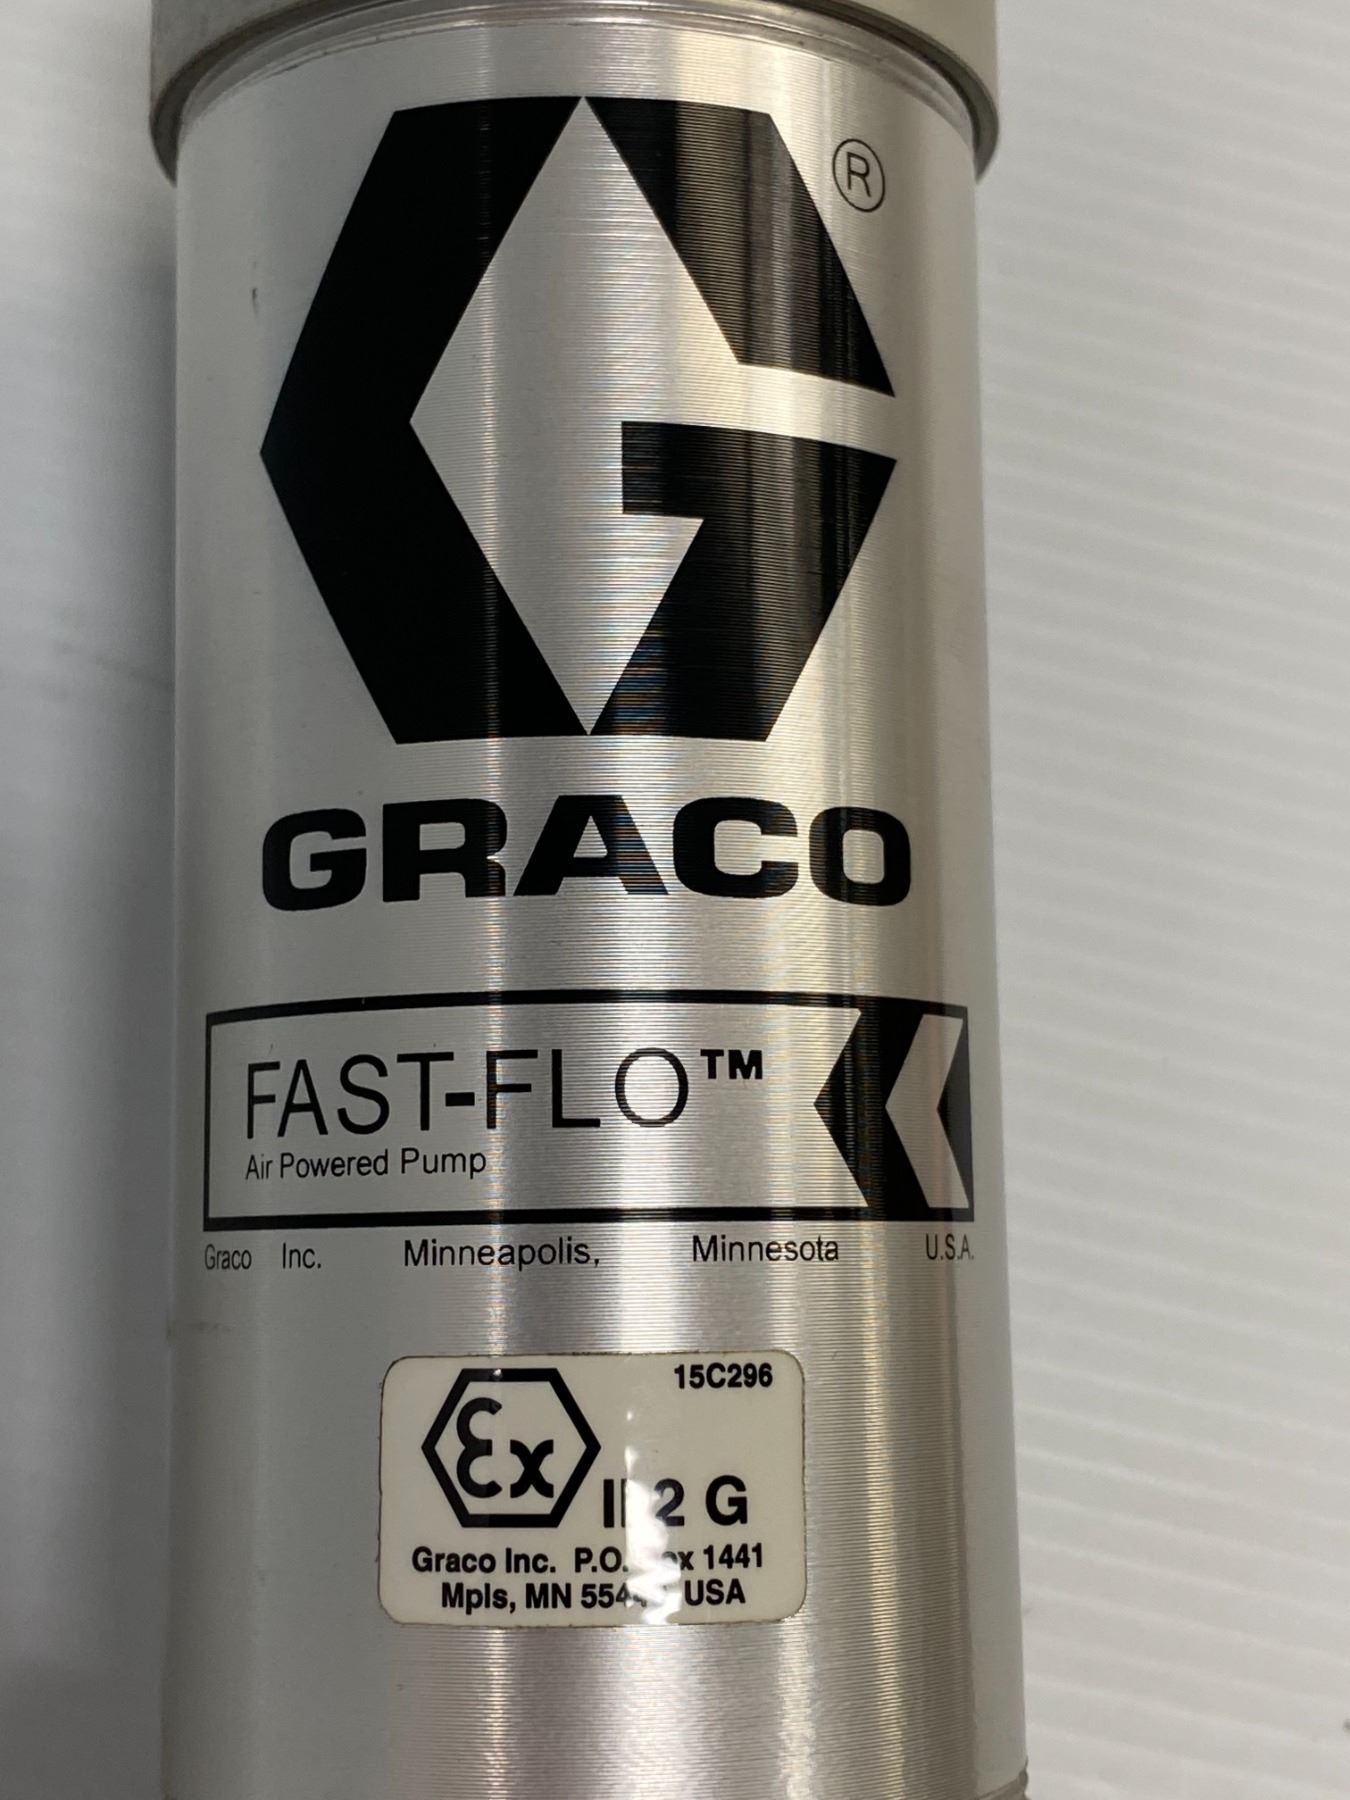 ®
GRACO
FAST-FLO™
Air Powered Pump
Graco Inc. Minneapolis, Minnesota U.S.A.
15C296
Ex
2 G
Graco Inc. P.O. 1441
Mpls, MN USA